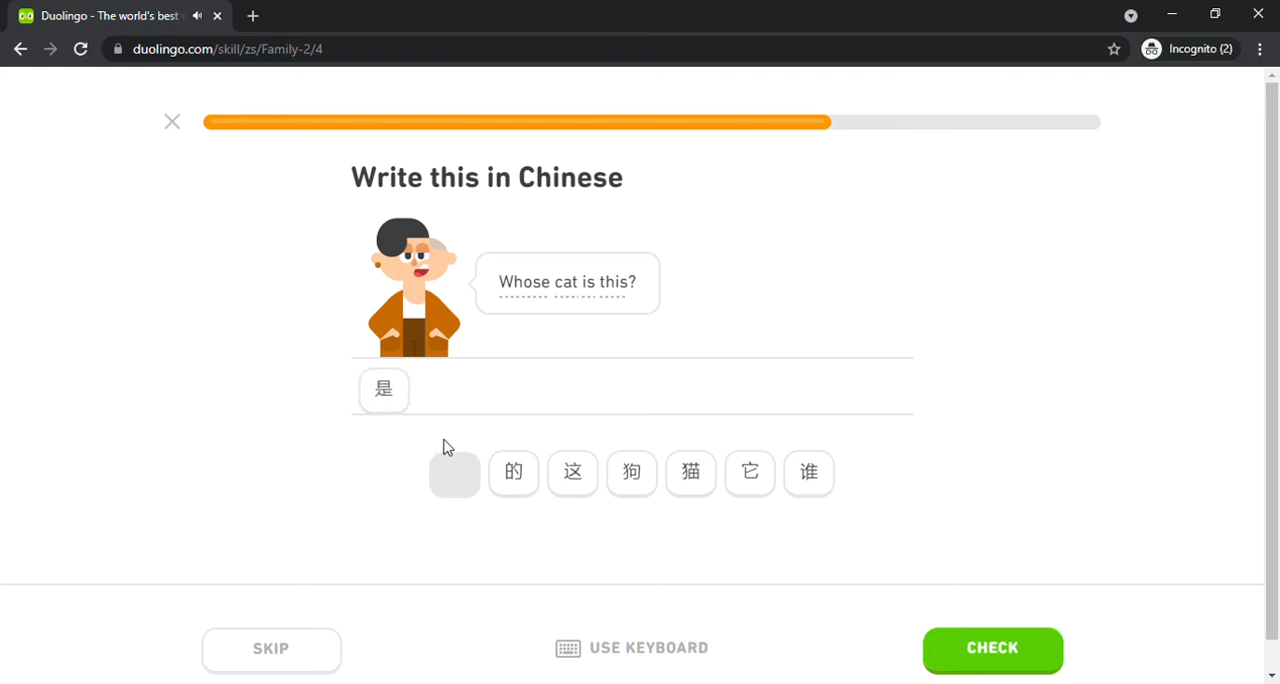 Duolingo - The world's best
duolingo.com/skill/zs/Family-2/4
Incognito (2)
Write this in Chinese
Whose cat is this?
是
的 这 狗 猫 它 谁
SKIP
USE KEYBOARD
CHECK